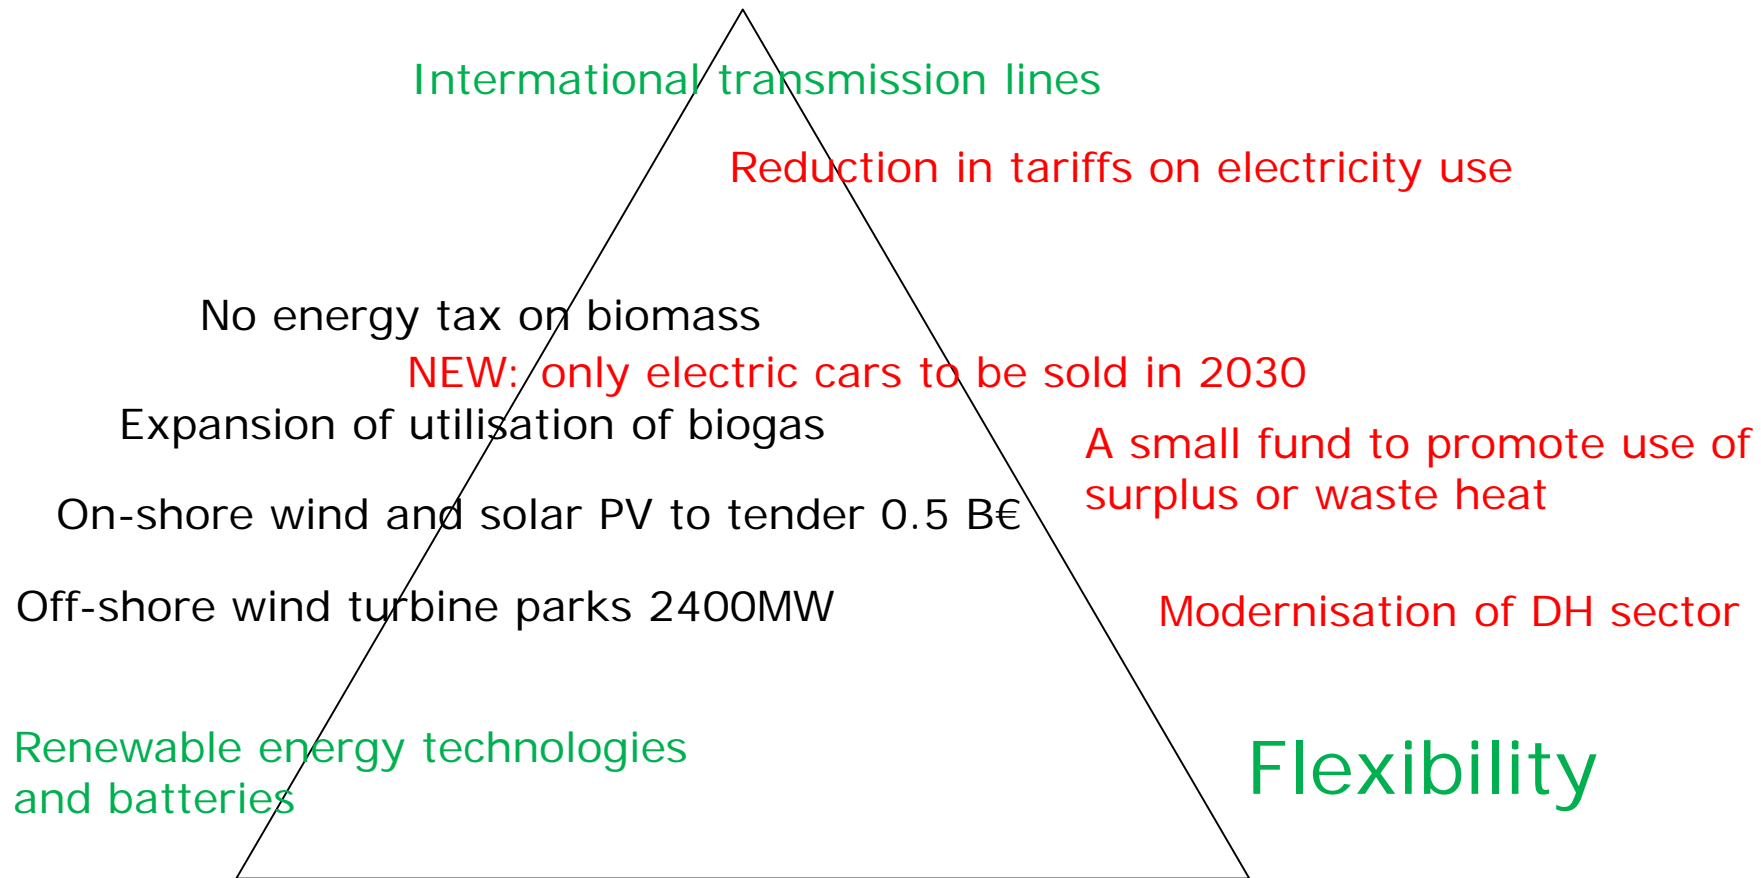 Intermational transmission lines
Reduction in tariffs on electricity use
No energy tax on biomass
NEW: only electric cars to be sold in 2030
Expansion of utilisation of biogas
A small fund to promote use of
surplus or waste heat
On-shore wind and solar PV to tender 0.5 B€
Off-shore wind turbine parks 2400MW
Modernisation of DH sector
Renewable energy technologies
and batteries
Flexibility